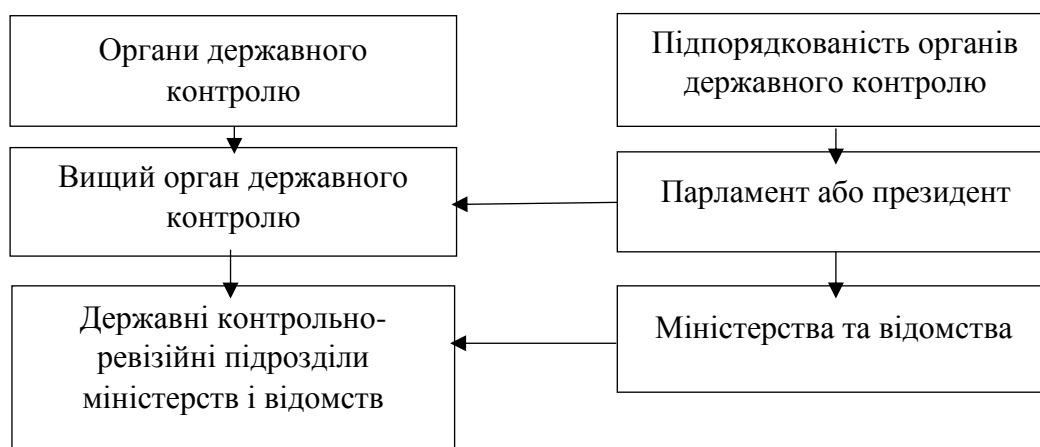 Органи державного
контролю
Підпорядкованість органів
державного контролю
Вищий орган державного
контролю
Парламент або президент
Державні контрольно-
ревізійні підрозділи
міністерств і відомств
Міністерства та відомства